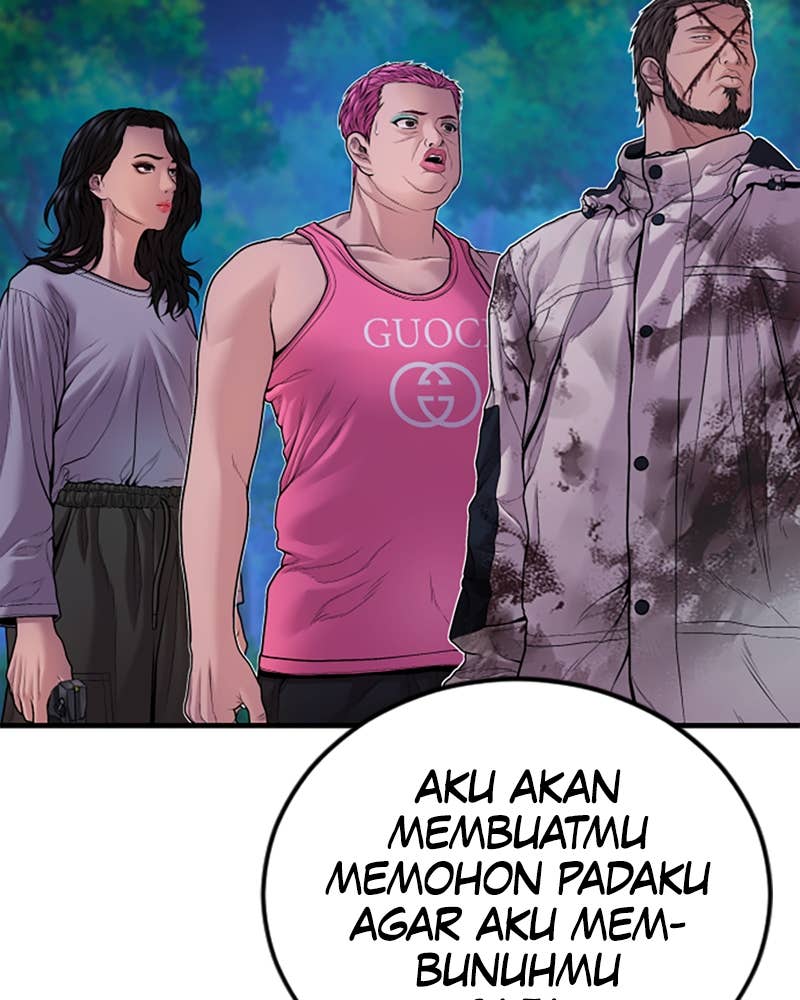 GUOCI
AKU AKAN
MEMBUATMU
MEMOHON PADAKU
AGAR AKU MEM-
BUNUHMU